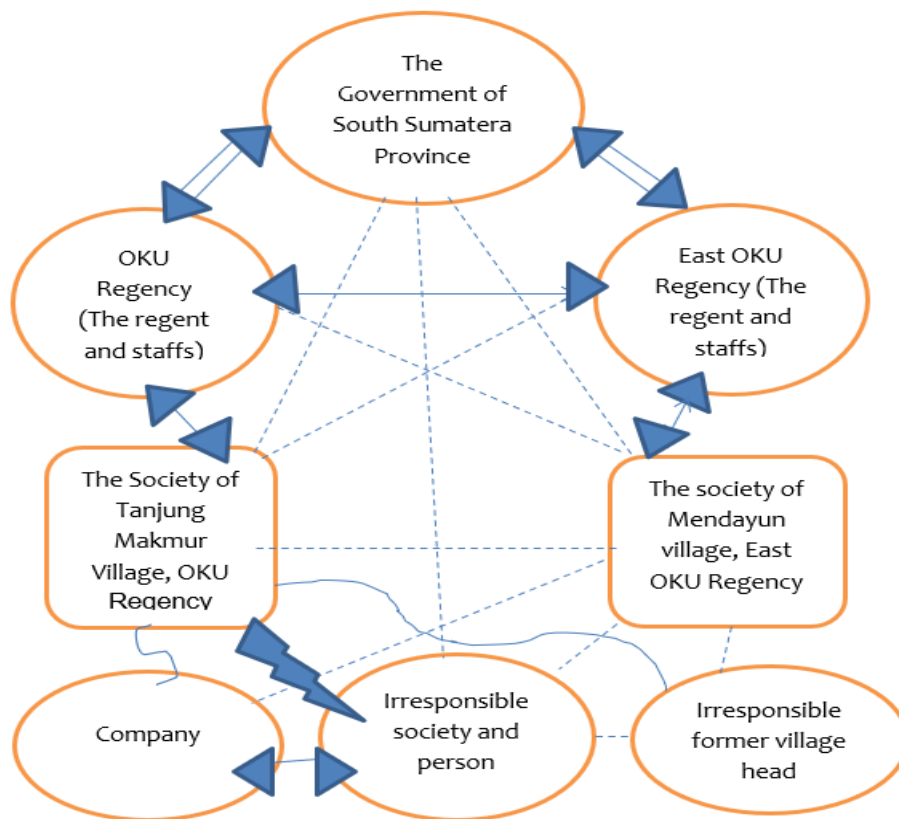 The
Government of
South Sumatera
Province
OKU
Regency
(The regent
and staffs)
East OKU
Regency (The
regent and
staffs)
The Society of
Tanjung
Makmur
Village, OKU
Regency
The society of
Mendayun
village, East
OKU Regency
Company
Irresponsible
society and
person
Irresponsible
former village
head